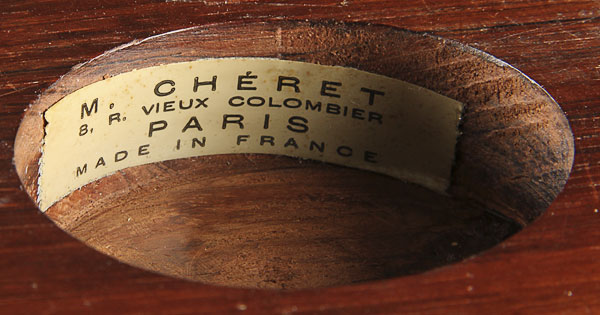 M. CHÉRET
8, R. VIEUX COLOMBIER
PARIS
MADE IN FRANCE